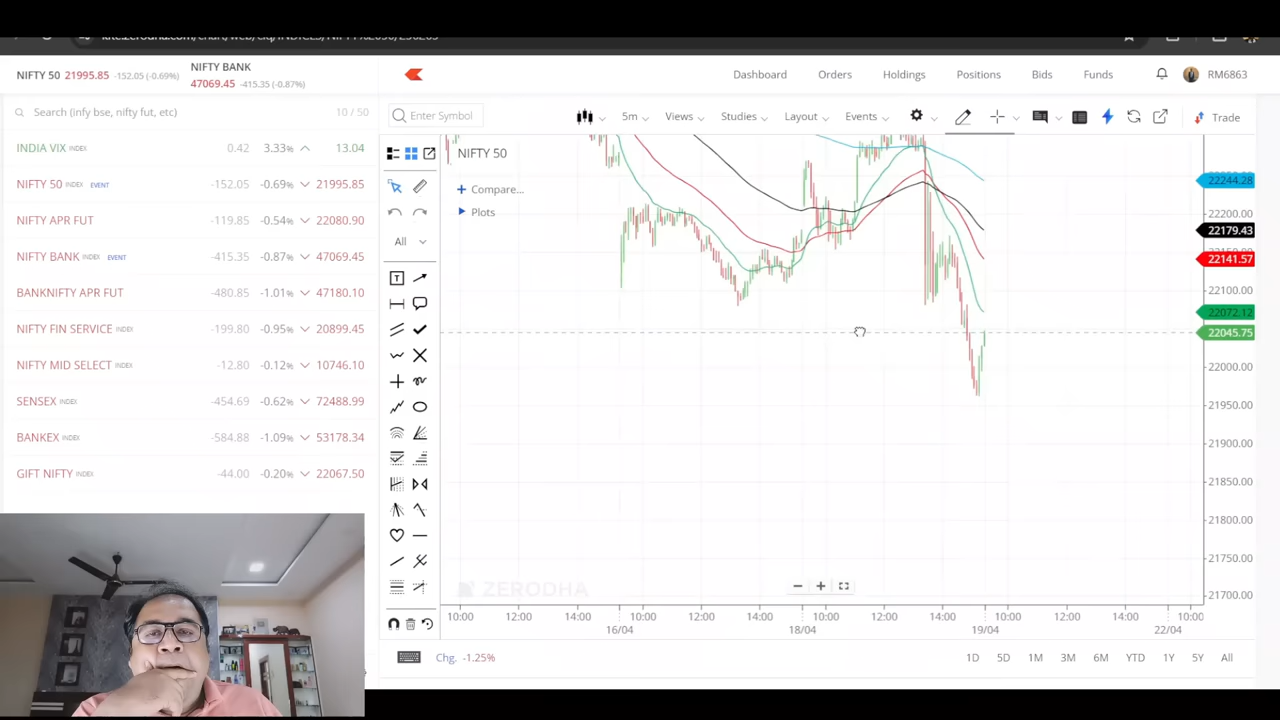 NIFTY 50 21995.85 -152.05 (-0.69%)
NIFTY BANK
47069.45 -415.35 (-0.87%)
Dashboard Orders Holdings Positions Bids Funds RM6863
Search (infy bse, nifty fut, etc) 10 / 50
Enter Symbol 5m Views Studies Layout Events Trade
INDIA VIX INDEX 0.42 3.33% 13.04
NIFTY 50 INDEX EVENT -152.05 -0.69% 21995.85
NIFTY APR FUT -119.85 -0.54% 22080.90
NIFTY BANK INDEX EVENT -415.35 -0.87% 47069.45
BANKNIFTY APR FUT -480.85 -1.01% 47180.10
NIFTY FIN SERVICE INDEX -199.80 -0.95% 20899.45
NIFTY MID SELECT INDEX -12.80 -0.12% 10746.10
SENSEX INDEX -454.69 -0.62% 72488.99
BANKEX INDEX -584.88 -1.09% 53178.34
GIFT NIFTY INDEX -44.00 -0.20% 22067.50
NIFTY 50
Compare...
Plots
All
T
22244.28
22200.00
22179.43
22141.57
22100.00
22072.12
22045.75
22000.00
21950.00
21900.00
21850.00
21800.00
21750.00
21700.00
ZERODHA
10:00 12:00 14:00 10:00 12:00 14:00 10:00 12:00 14:00 10:00 12:00 14:00 10:00
16/04 18/04 19/04 22/04
Chg. -1.25% 1D 5D 1M 3M 6M YTD 1Y 5Y All